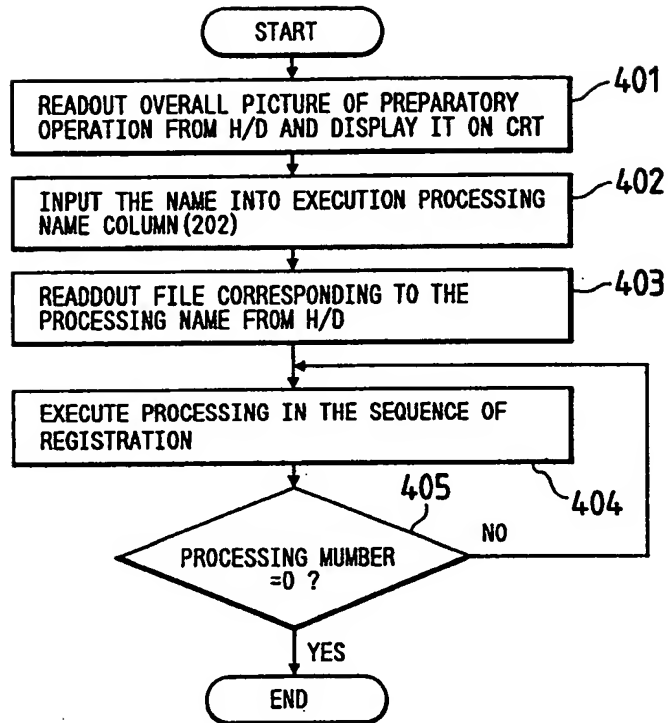 START
401
READOUT OVERALL PICTURE OF PREPARATORY
OPERATION FROM H/D AND DISPLAY IT ON CRT
402
INPUT THE NAME INTO EXECUTION PROCESSING
NAME COLUMN(202)
403
READDOUT FILE CORRESPONDING TO THE
PROCESSING NAME FROM H/D
EXECUTE PROCESSING IN THE SEQUENCE OF
REGISTRATION
404
405
NO
PROCESSING MUMBER
=0 ?
YES
END